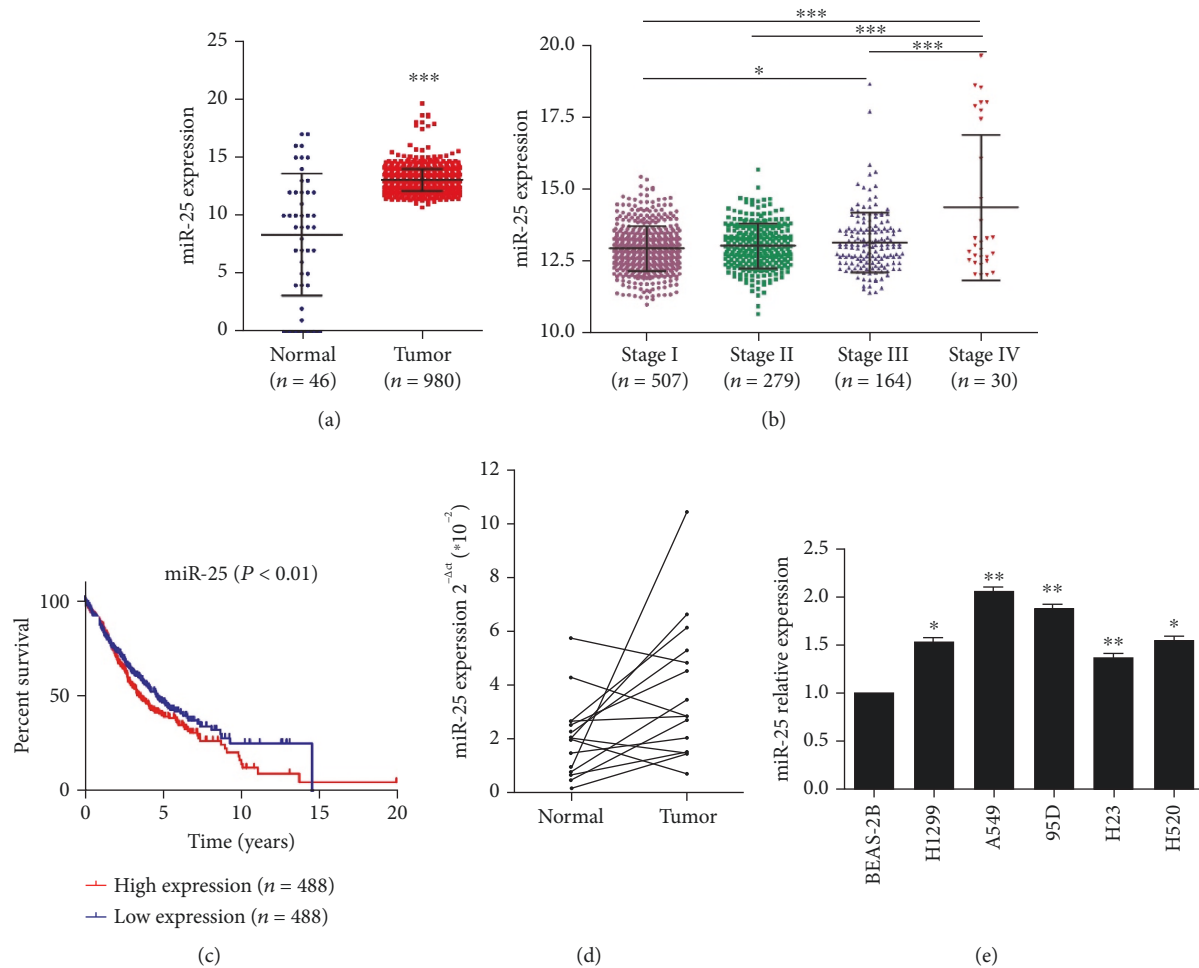 miR-25 expression
25
20
15
10
5
0
***
Normal
(n = 46)
Tumor
(n = 980)
(a)
miR-25 expression
20.0
17.5
15.0
12.5
10.0
***
***
***
*
Stage I
(n = 507)
Stage II
(n = 279)
Stage III
(n = 164)
Stage IV
(n = 30)
(b)
miR-25 (P < 0.01)
Percent survival
100
50
0
0 5 10 15 20
Time (years)
High expression (n = 488)
Low expression (n = 488)
(c)
miR-25 experssion 2^-Δct (*10^-2)
12
10
8
6
4
2
0
Normal Tumor
(d)
miR-25 relative experssion
2.5
2.0
1.5
1.0
0.5
0.0
*
**
**
**
*
BEAS-2B
H1299
A549
95D
H23
H520
(e)